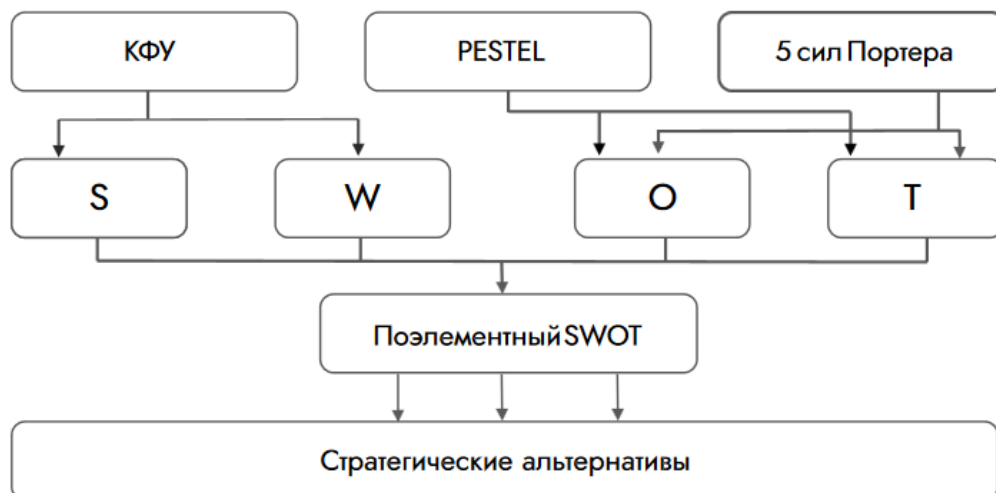 КФУ
PESTEL
5 сил Портера
S
W
O
T
Поэлементный SWOT
Стратегические альтернативы